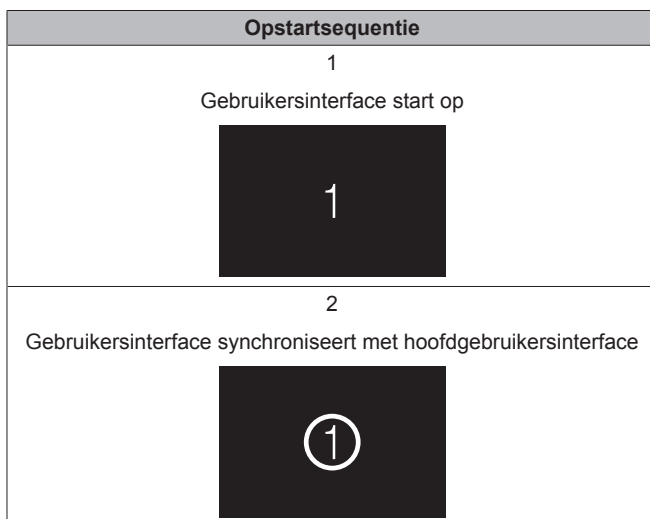 Opstartsequentie
1
Gebruikersinterface start op
1
2
Gebruikersinterface synchroniseert met hoofdgebruikersinterface
1